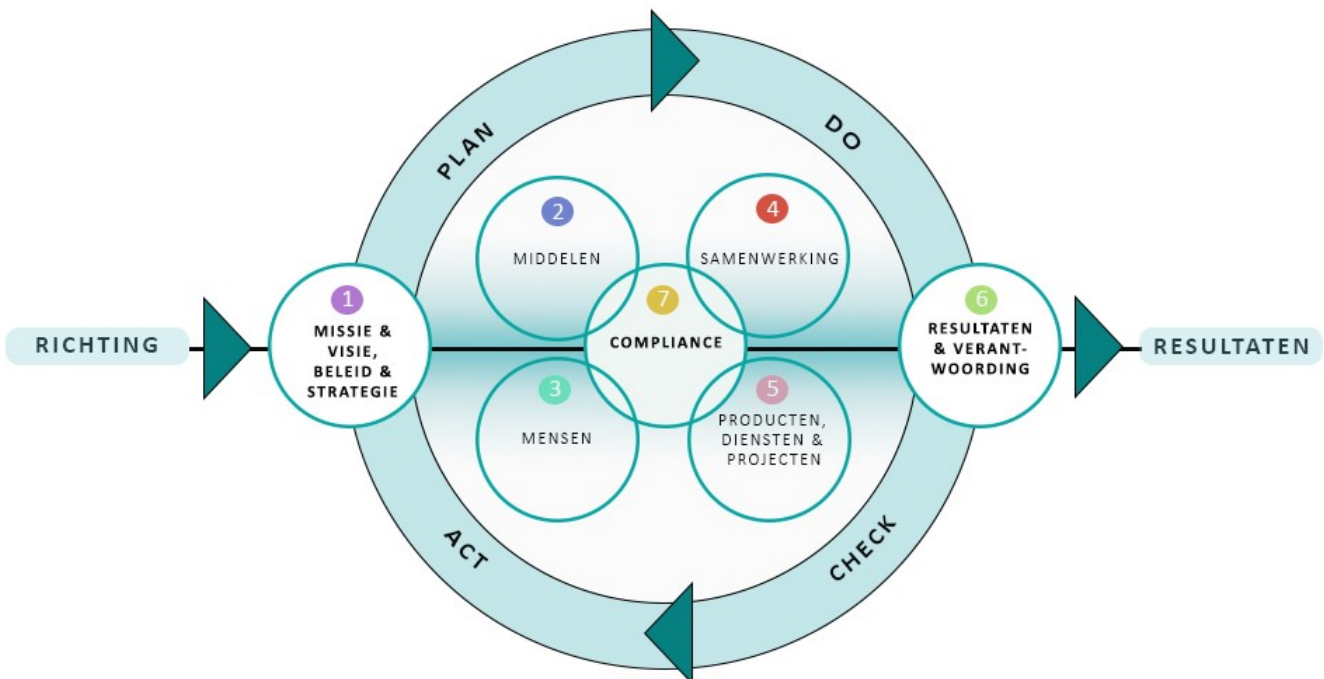 PLAN
DO
2
MIDDELEN
4
SAMENWERKING
RICHTING
1
MISSIE &
VISIE,
BELEID &
STRATEGIE
7
COMPLIANCE
6
RESULTATEN
& VERANT-
WOORDING
RESULTATEN
3
MENSEN
5
PRODUCTEN,
DIENSTEN &
PROJECTEN
ACT
CHECK